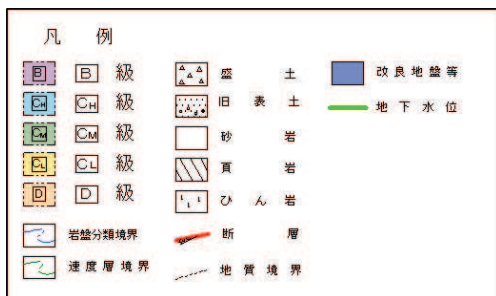 凡 例
B B 級
CH CH 級
CM CM 級
CL CL 級
D D 級
岩盤分類境界
速度層境界
盛 土
旧 表 土
砂 岩
頁 岩
ひ ん 岩
断 層
地 質 境 界
改 良 地 盤 等
地 下 水 位